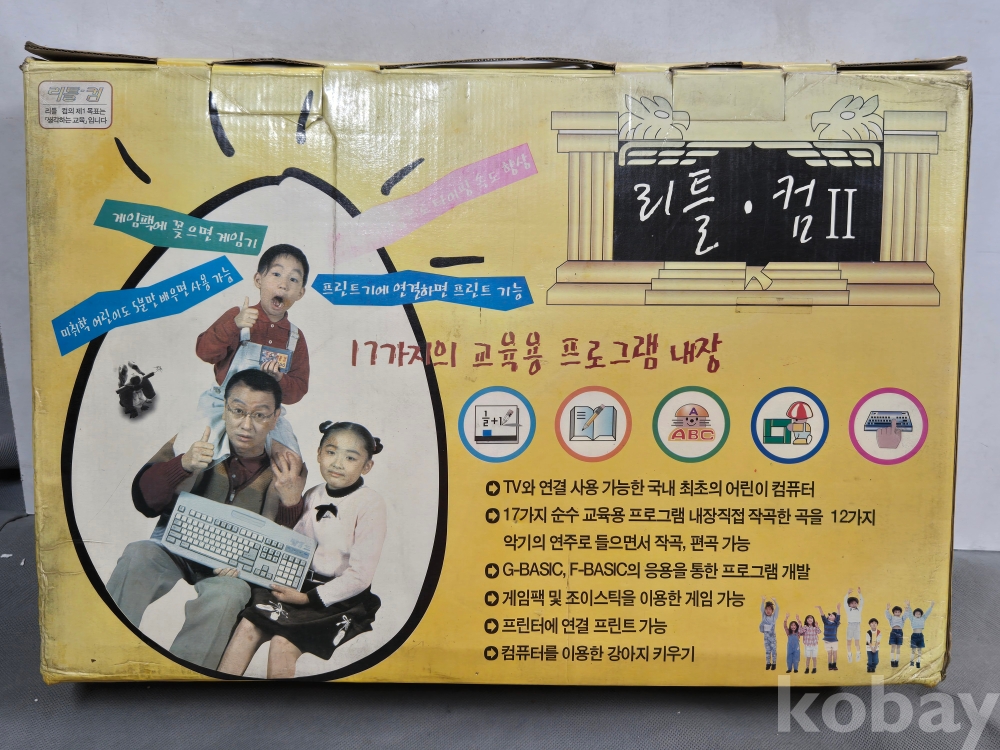 리틀·컴
리틀 컴의 제1목표는
「생각하는 교육」입니다
리틀·컴 II
게임팩에 꽂으면 게임기
미취학 어린이도 5분만 배우면 사용 가능
프린트기에 연결하면 프린트 기능
17가지의 교육용 프로그램 내장
½+1
A
ABC
TV와 연결 사용 가능한 국내 최초의 어린이 컴퓨터
17가지 순수 교육용 프로그램 내장직접 작곡한 곡을 12가지
악기의 연주로 들으면서 작곡, 편곡 가능
G-BASIC, F-BASIC의 응용을 통한 프로그램 개발
게임팩 및 조이스틱을 이용한 게임 가능
프린터에 연결 프린트 가능
컴퓨터를 이용한 강아지 키우기
kobay